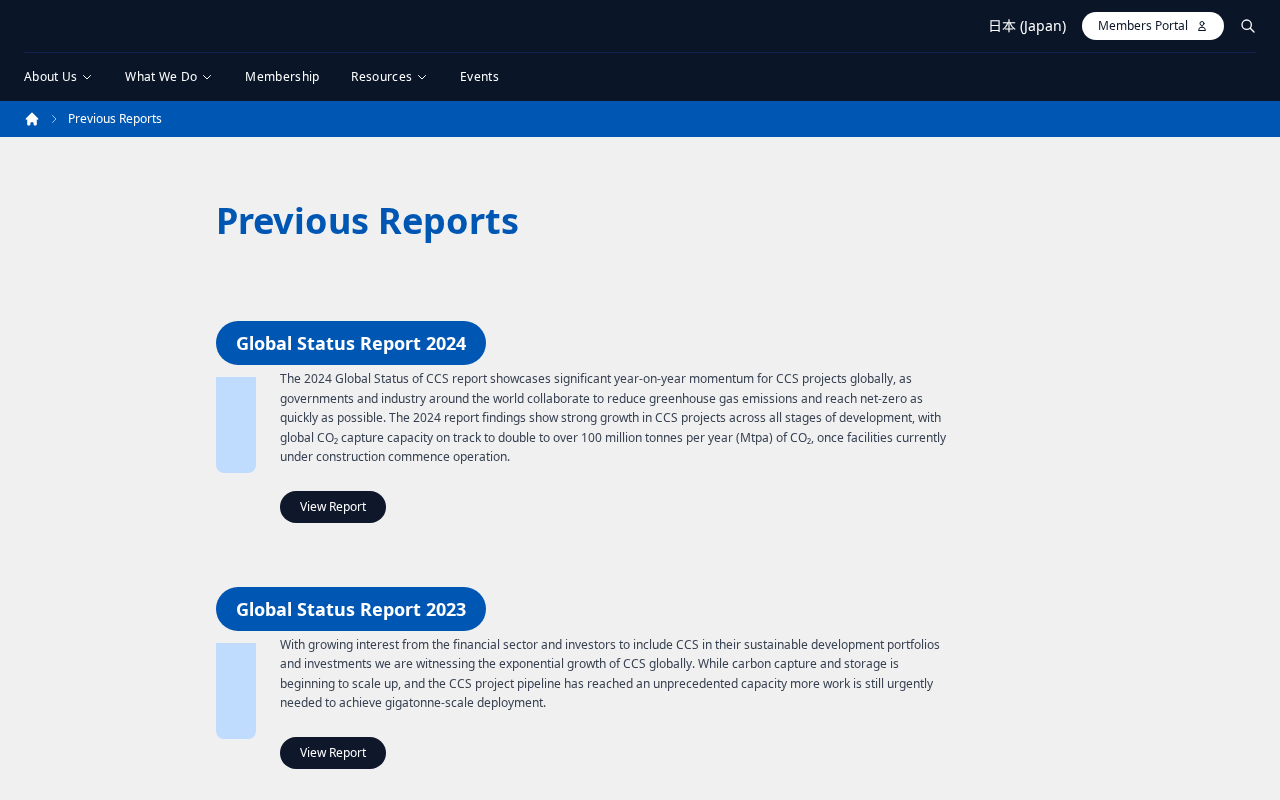 日本 (Japan)
Members Portal
About Us
What We Do
Membership
Resources
Events
Previous Reports
Previous Reports
Global Status Report 2024
The 2024 Global Status of CCS report showcases significant year-on-year momentum for CCS projects globally, as
governments and industry around the world collaborate to reduce greenhouse gas emissions and reach net-zero as
quickly as possible. The 2024 report findings show strong growth in CCS projects across all stages of development, with
global CO₂ capture capacity on track to double to over 100 million tonnes per year (Mtpa) of CO₂, once facilities currently
under construction commence operation.
View Report
Global Status Report 2023
With growing interest from the financial sector and investors to include CCS in their sustainable development portfolios
and investments we are witnessing the exponential growth of CCS globally. While carbon capture and storage is
beginning to scale up, and the CCS project pipeline has reached an unprecedented capacity more work is still urgently
needed to achieve gigatonne-scale deployment.
View Report